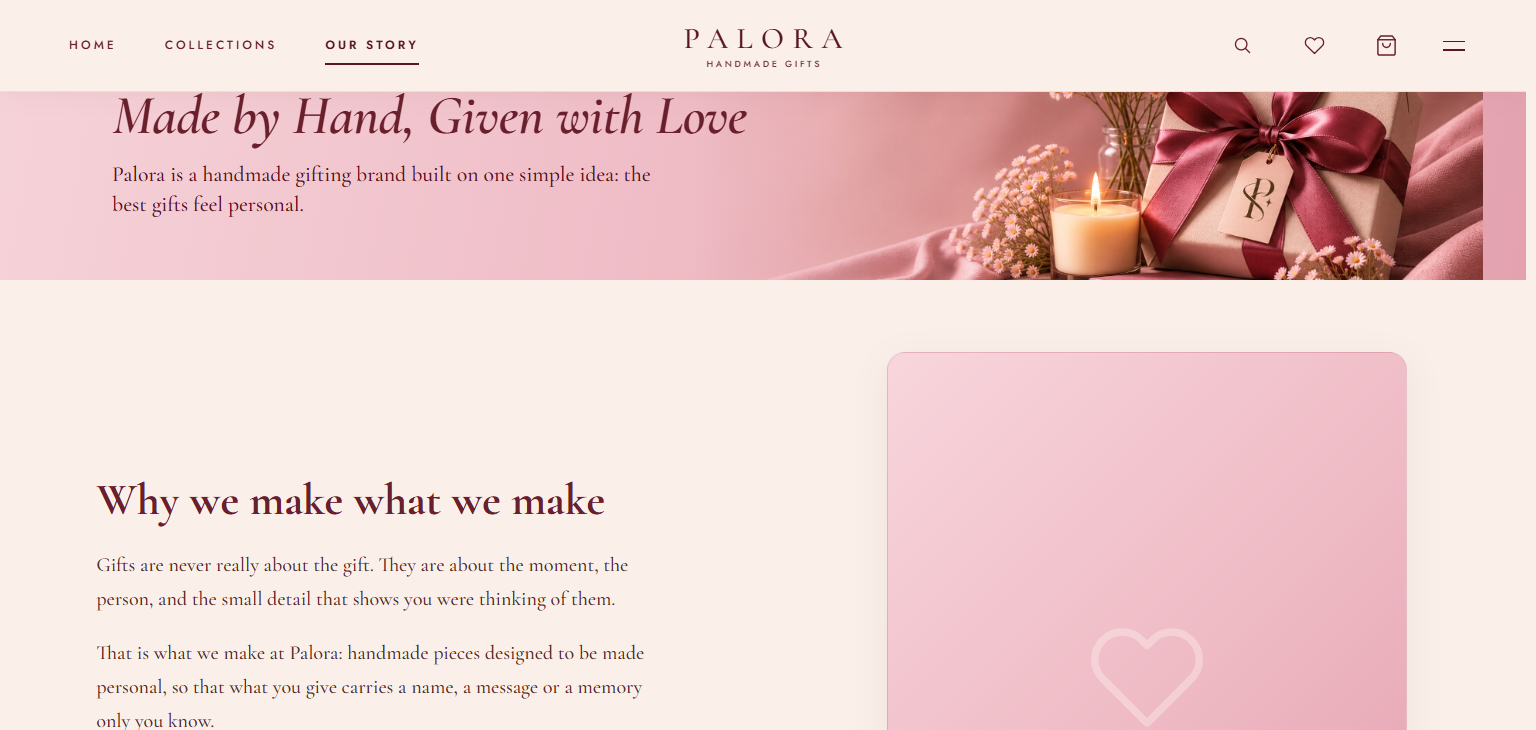 HOME COLLECTIONS OUR STORY
PALORA
HANDMADE GIFTS
Made by Hand, Given with Love
Palora is a handmade gifting brand built on one simple idea: the
best gifts feel personal.
Why we make what we make
Gifts are never really about the gift. They are about the moment, the
person, and the small detail that shows you were thinking of them.
That is what we make at Palora: handmade pieces designed to be made
personal, so that what you give carries a name, a message or a memory
only you know.